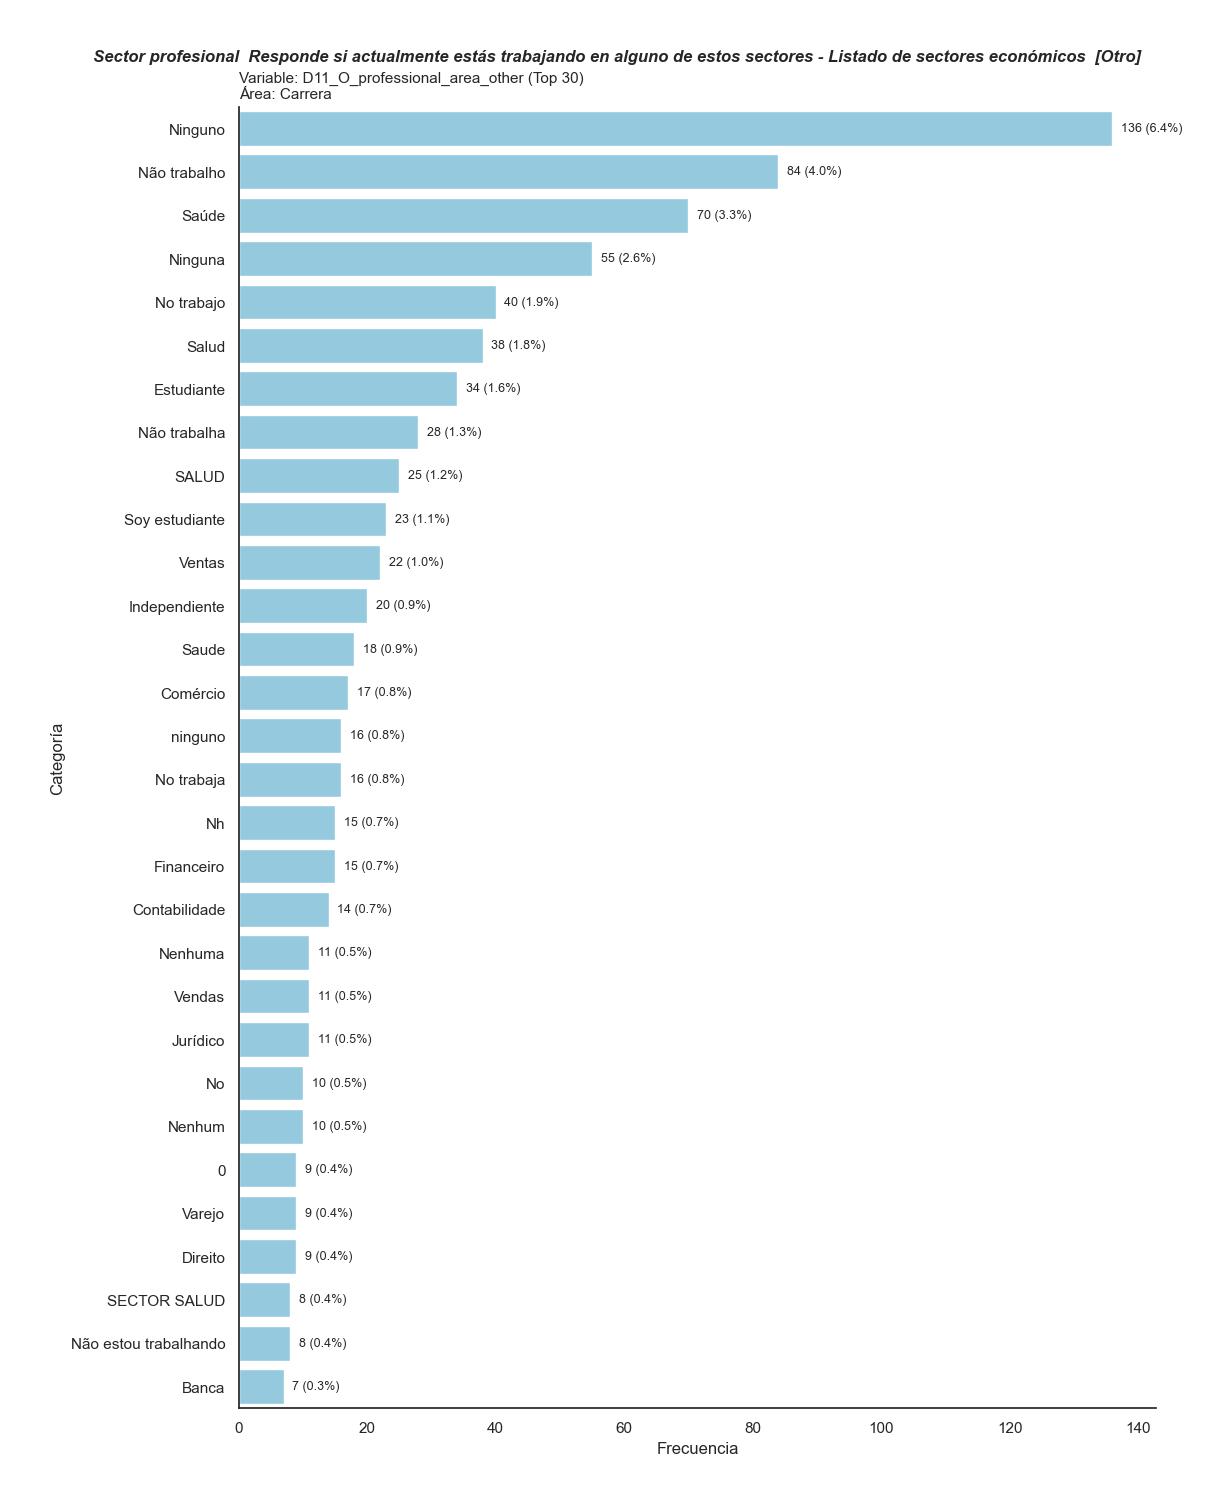 Sector profesional  Responde si actualmente estás trabajando en alguno de estos sectores - Listado de sectores económicos  [Otro]
Variable: D11_O_professional_area_other (Top 30)
Área: Carrera
Ninguno 136 (6.4%)
Não trabalho 84 (4.0%)
Saúde 70 (3.3%)
Ninguna 55 (2.6%)
No trabajo 40 (1.9%)
Salud 38 (1.8%)
Estudiante 34 (1.6%)
Não trabalha 28 (1.3%)
SALUD 25 (1.2%)
Soy estudiante 23 (1.1%)
Ventas 22 (1.0%)
Independiente 20 (0.9%)
Saude 18 (0.9%)
Comércio 17 (0.8%)
ninguno 16 (0.8%)
No trabaja 16 (0.8%)
Nh 15 (0.7%)
Financeiro 15 (0.7%)
Contabilidade 14 (0.7%)
Nenhuma 11 (0.5%)
Vendas 11 (0.5%)
Jurídico 11 (0.5%)
No 10 (0.5%)
Nenhum 10 (0.5%)
0 9 (0.4%)
Varejo 9 (0.4%)
Direito 9 (0.4%)
SECTOR SALUD 8 (0.4%)
Não estou trabalhando 8 (0.4%)
Banca 7 (0.3%)
Categoría
0 20 40 60 80 100 120 140
Frecuencia